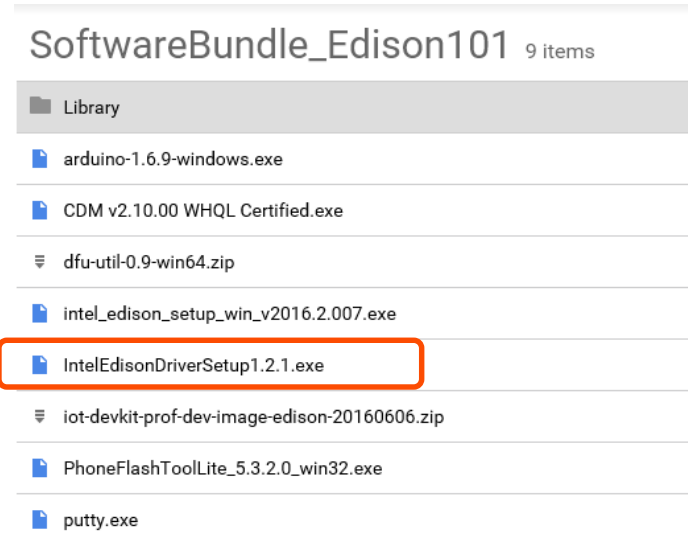 SoftwareBundle_Edison101 9 items
Library
arduino-1.6.9-windows.exe
CDM v2.10.00 WHQL Certified.exe
dfu-util-0.9-win64.zip
intel_edison_setup_win_v2016.2.007.exe
IntelEdisonDriverSetup1.2.1.exe
iot-devkit-prof-dev-image-edison-20160606.zip
PhoneFlashToolLite_5.3.2.0_win32.exe
putty.exe